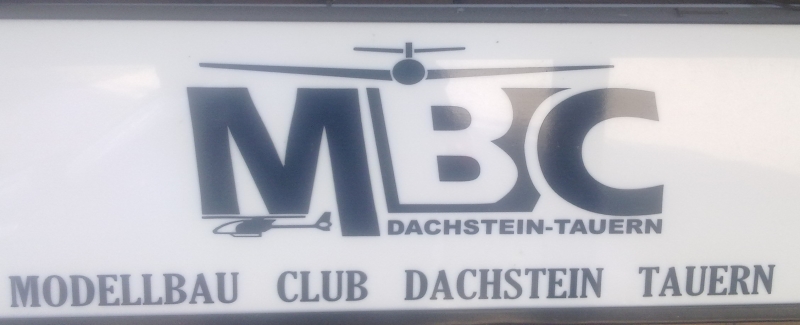 MBC
DACHSTEIN-TAUERN
MODELLBAU CLUB DACHSTEIN TAUERN